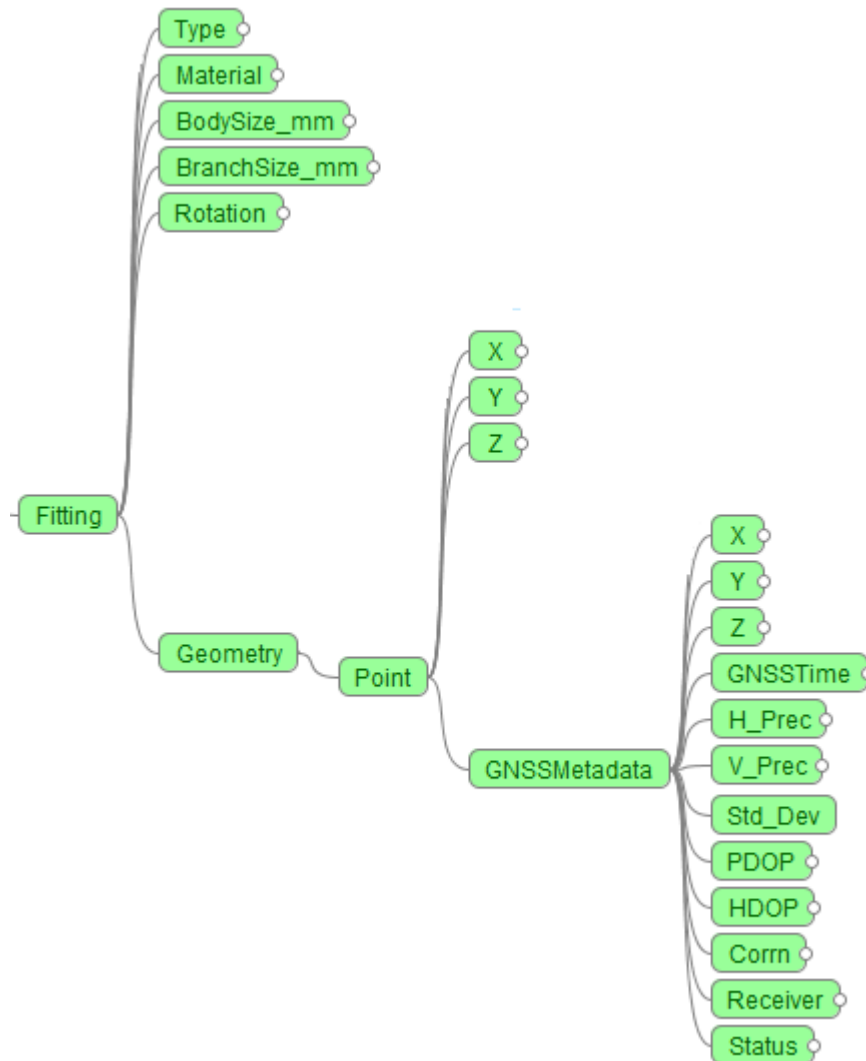 Type
Material
BodySize_mm
BranchSize_mm
Rotation
X
Y
Z
Fitting
X
Y
Z
Geometry
Point
GNSSTime
H_Prec
GNSSMetadata
V_Prec
Std_Dev
PDOP
HDOP
Corrn
Receiver
Status